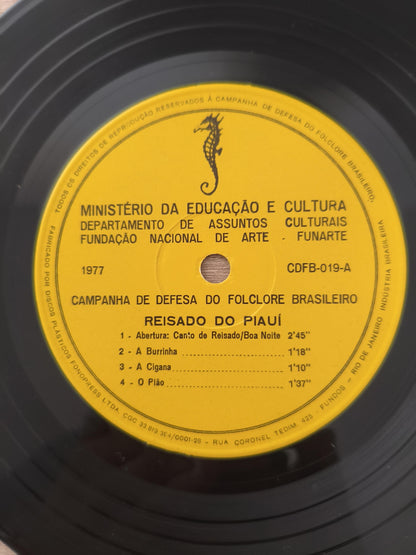 TODOS OS DIREITOS DE REPRODUÇÃO RESERVADOS À CAMPANHA DE DEFESA DO FOLCLORE BRASILEIRO.
MINISTÉRIO DA EDUCAÇÃO E CULTURA
DEPARTAMENTO DE ASSUNTOS CULTURAIS
FUNDAÇÃO NACIONAL DE ARTE - FUNARTE
1977
CDFB-019-A
CAMPANHA DE DEFESA DO FOLCLORE BRASILEIRO
REISADO DO PIAUÍ
1 - Abertura: Canto de Reisado/Boa Noite 2'45"
2 - A Burrinha 1'18"
3 - A Cigana 1'10"
4 - O Pião 1'37"
FABRICADO POR DISCOS PLÁSTICOS FONOPRESS LTDA. CGC 33.819.384/0001-29 - RUA CORONEL TEDIM, 425 - FUNDOS - RIO DE JANEIRO INDÚSTRIA BRASILEIRA